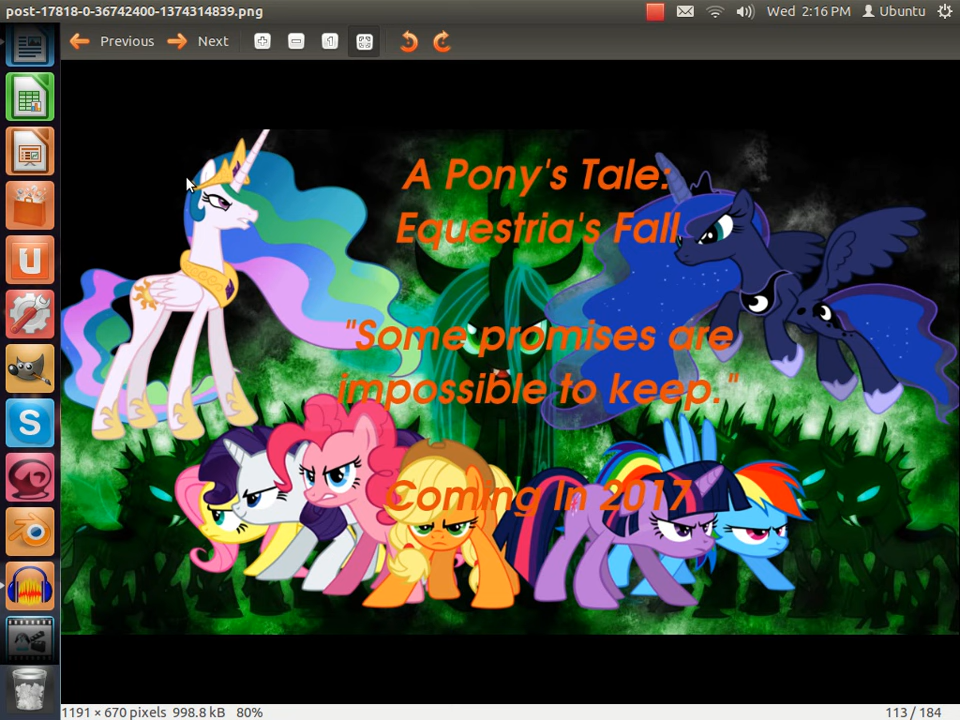 post-17818-0-36742400-1374314839.png
Wed 2:16 PM Ubuntu
Previous Next
A Pony's Tale:
Equestria's Fall
"Some promises are
impossible to keep."
Coming In 2017
1191 × 670 pixels 998.8 kB 80% 113 / 184